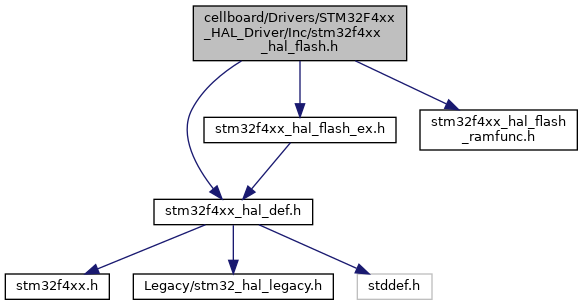 cellboard/Drivers/STM32F4xx
_HAL_Driver/Inc/stm32f4xx
_hal_flash.h
stm32f4xx_hal_flash_ex.h
stm32f4xx_hal_flash
_ramfunc.h
stm32f4xx_hal_def.h
stm32f4xx.h
Legacy/stm32_hal_legacy.h
stddef.h